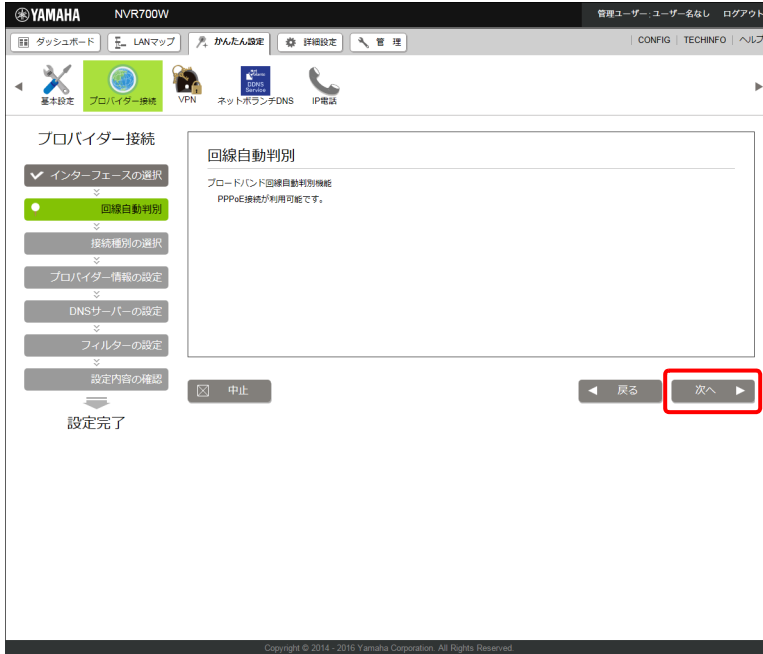 YAMAHA NVR700W 管理ユーザー: ユーザー名なし ログアウト
ダッシュボード LANマップ かんたん設定 詳細設定 管 理 CONFIG TECHINFO ヘルプ
DDNS
Service
基本設定 プロバイダー接続 VPN ネットボランチDNS IP電話
プロバイダー接続
インターフェースの選択
回線自動判別
接続種別の選択
プロバイダー情報の設定
DNSサーバーの設定
フィルターの設定
設定内容の確認
設定完了
回線自動判別
ブロードバンド回線自動判別機能
PPPoE接続が利用可能です。
中止 戻る 次へ
Copyright © 2014 - 2016 Yamaha Corporation. All Rights Reserved.